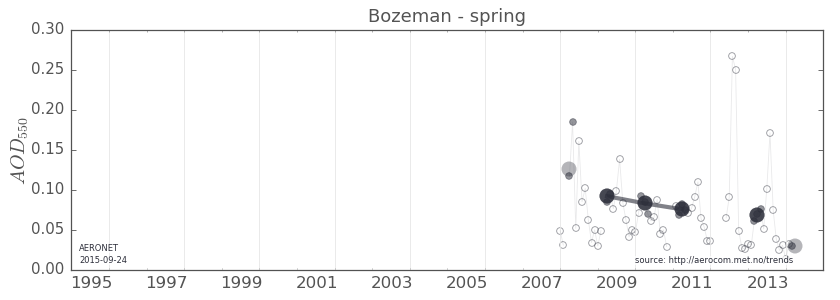 Bozeman - spring
0.30
0.25
0.20
0.15
0.10
0.05
0.00
AOD550
AERONET
2015-09-24
source: http://aerocom.met.no/trends
1995 1997 1999 2001 2003 2005 2007 2009 2011 2013